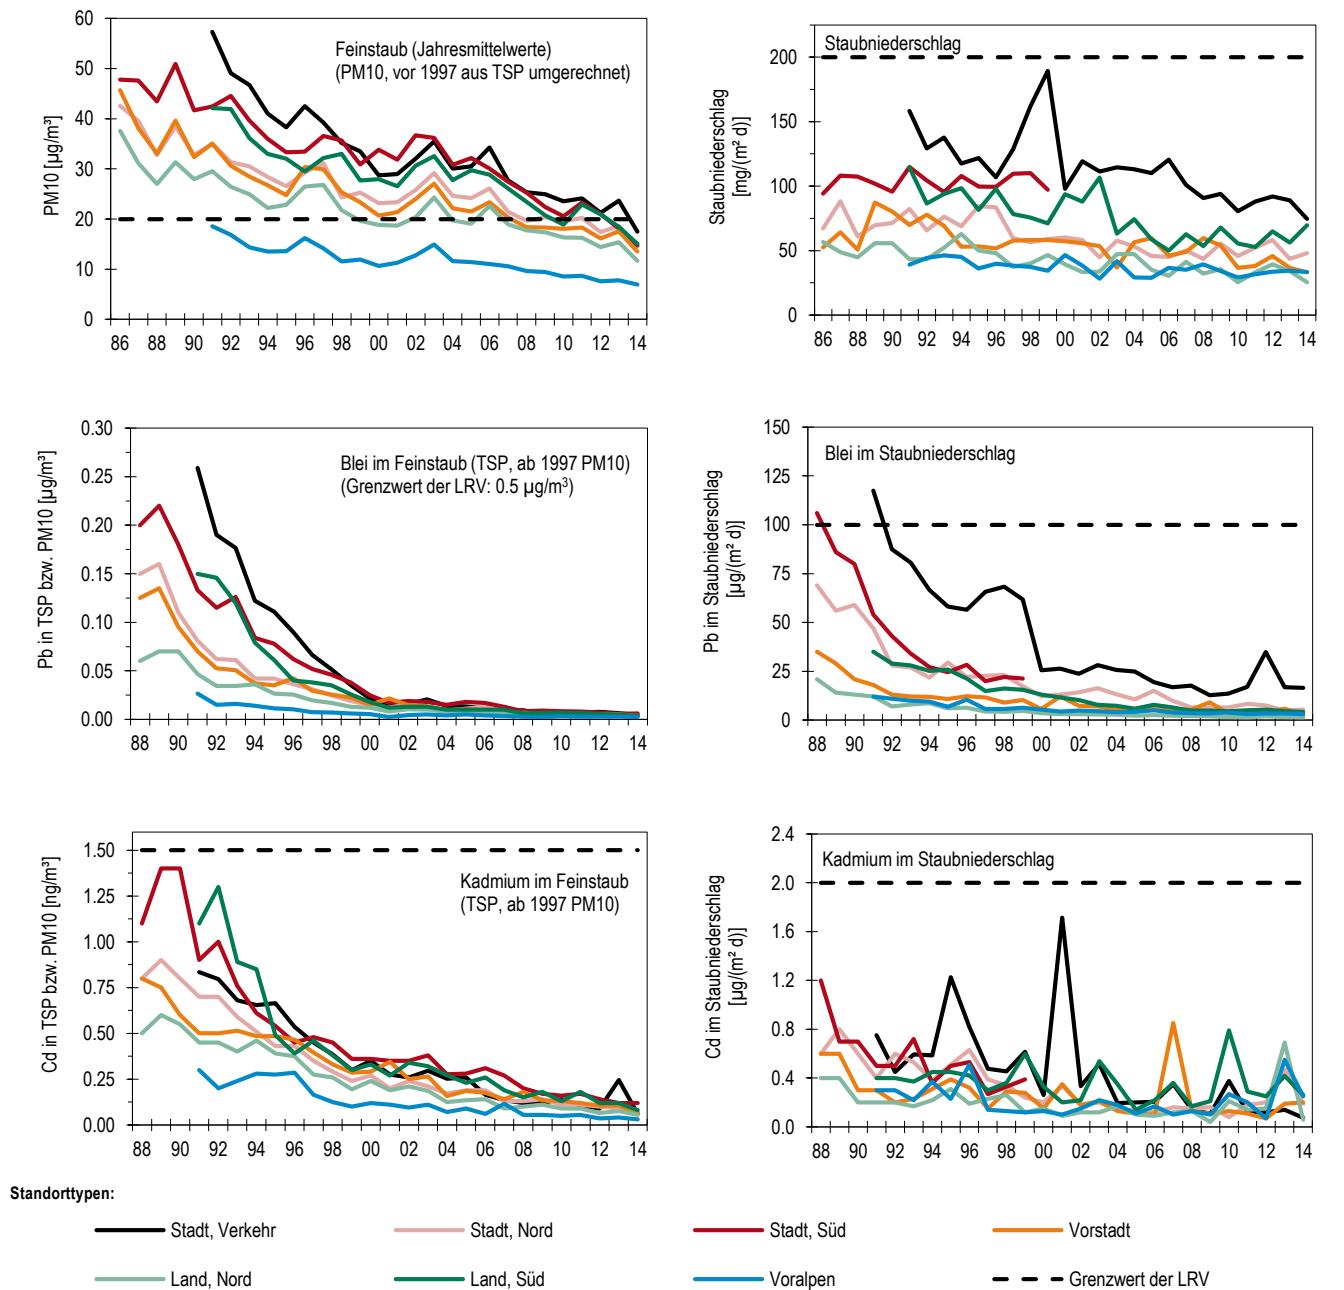 Feinstaub (Jahresmittelwerte)
(PM10, vor 1997 aus TSP umgerechnet)
PM10 [µg/m³]
60
50
40
30
20
10
0
86 88 90 92 94 96 98 00 02 04 06 08 10 12 14
Staubniederschlag
Staubniederschlag
[mg/(m² d)]
200
150
100
50
0
86 88 90 92 94 96 98 00 02 04 06 08 10 12 14
Blei im Feinstaub (TSP, ab 1997 PM10)
(Grenzwert der LRV: 0.5 µg/m³)
Pb in TSP bzw. PM10 [µg/m³]
0.30
0.25
0.20
0.15
0.10
0.05
0.00
88 90 92 94 96 98 00 02 04 06 08 10 12 14
Blei im Staubniederschlag
Pb im Staubniederschlag
[µg/(m² d)]
150
125
100
75
50
25
0
88 90 92 94 96 98 00 02 04 06 08 10 12 14
Kadmium im Feinstaub
(TSP, ab 1997 PM10)
Cd in TSP bzw. PM10 [ng/m³]
1.50
1.25
1.00
0.75
0.50
0.25
0.00
88 90 92 94 96 98 00 02 04 06 08 10 12 14
Kadmium im Staubniederschlag
Cd im Staubniederschlag
[µg/(m² d)]
2.4
2.0
1.6
1.2
0.8
0.4
0.0
88 90 92 94 96 98 00 02 04 06 08 10 12 14
Standorttypen:
Stadt, Verkehr Stadt, Nord Stadt, Süd Vorstadt
Land, Nord Land, Süd Voralpen Grenzwert der LRV